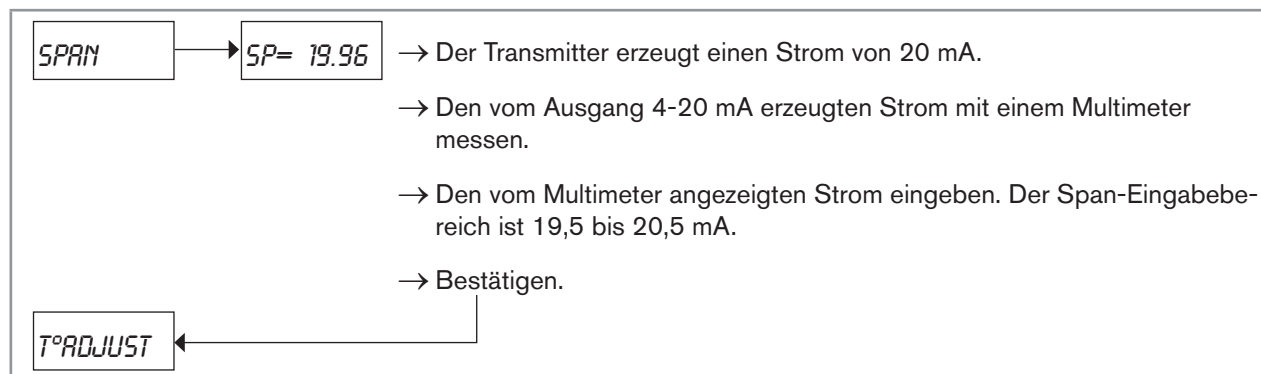 SPAN
SP= 19.96
→ Der Transmitter erzeugt einen Strom von 20 mA.
→ Den vom Ausgang 4-20 mA erzeugten Strom mit einem Multimeter
messen.
→ Den vom Multimeter angezeigten Strom eingeben. Der Span-Eingabebe-
reich ist 19,5 bis 20,5 mA.
→ Bestätigen.
T°ADJUST